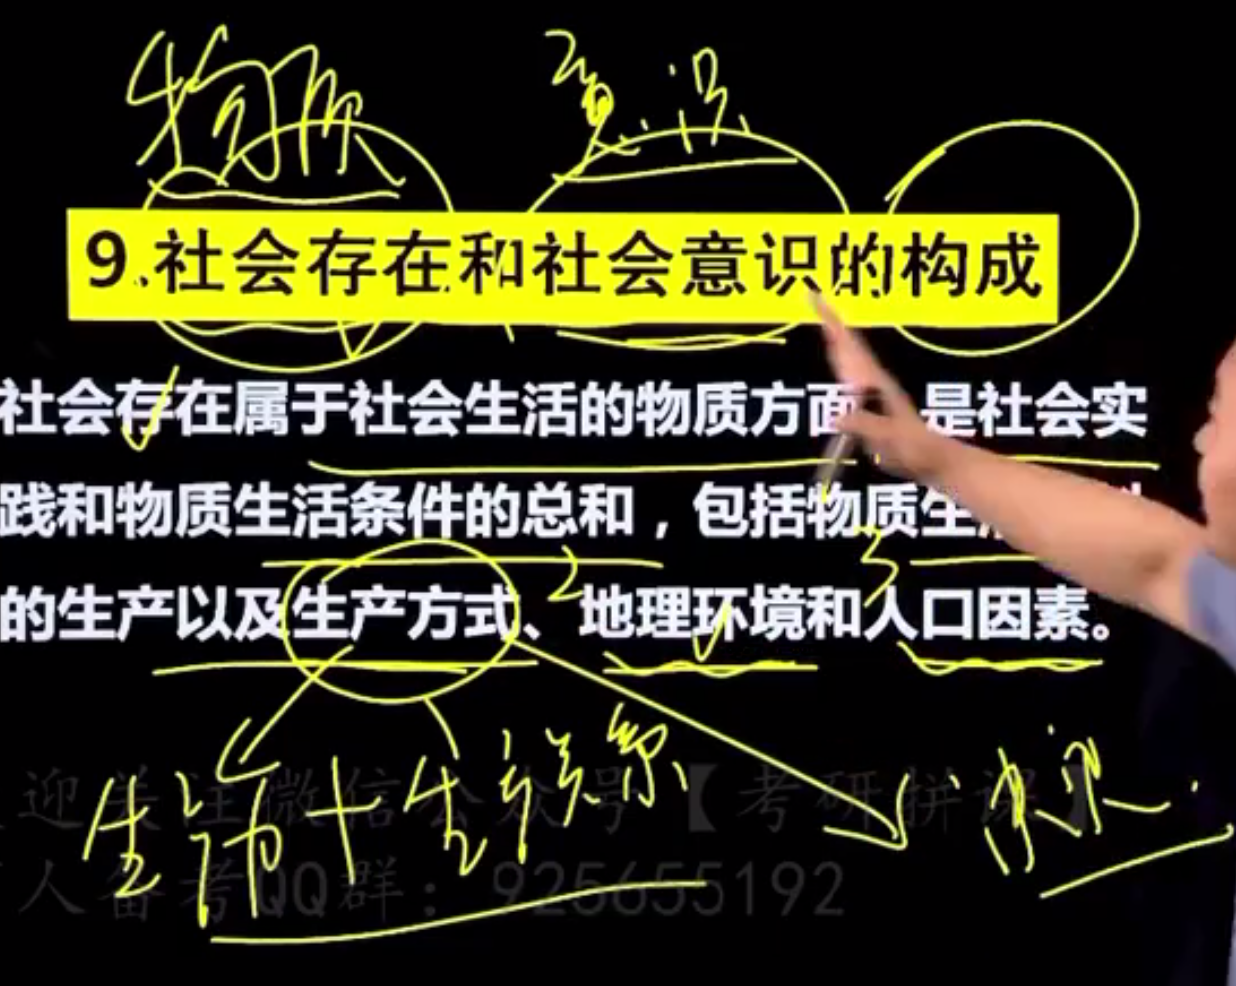 物质 意识
9.社会存在和社会意识的构成
社会存在属于社会生活的物质方面 是社会实
践和物质生活条件的总和，包括物质生
的生产以及生产方式、地理环境和人口因素。
2 3
迎关注微信公众号【考研拼课】
生 力+生产关系
人备考QQ群：925655192